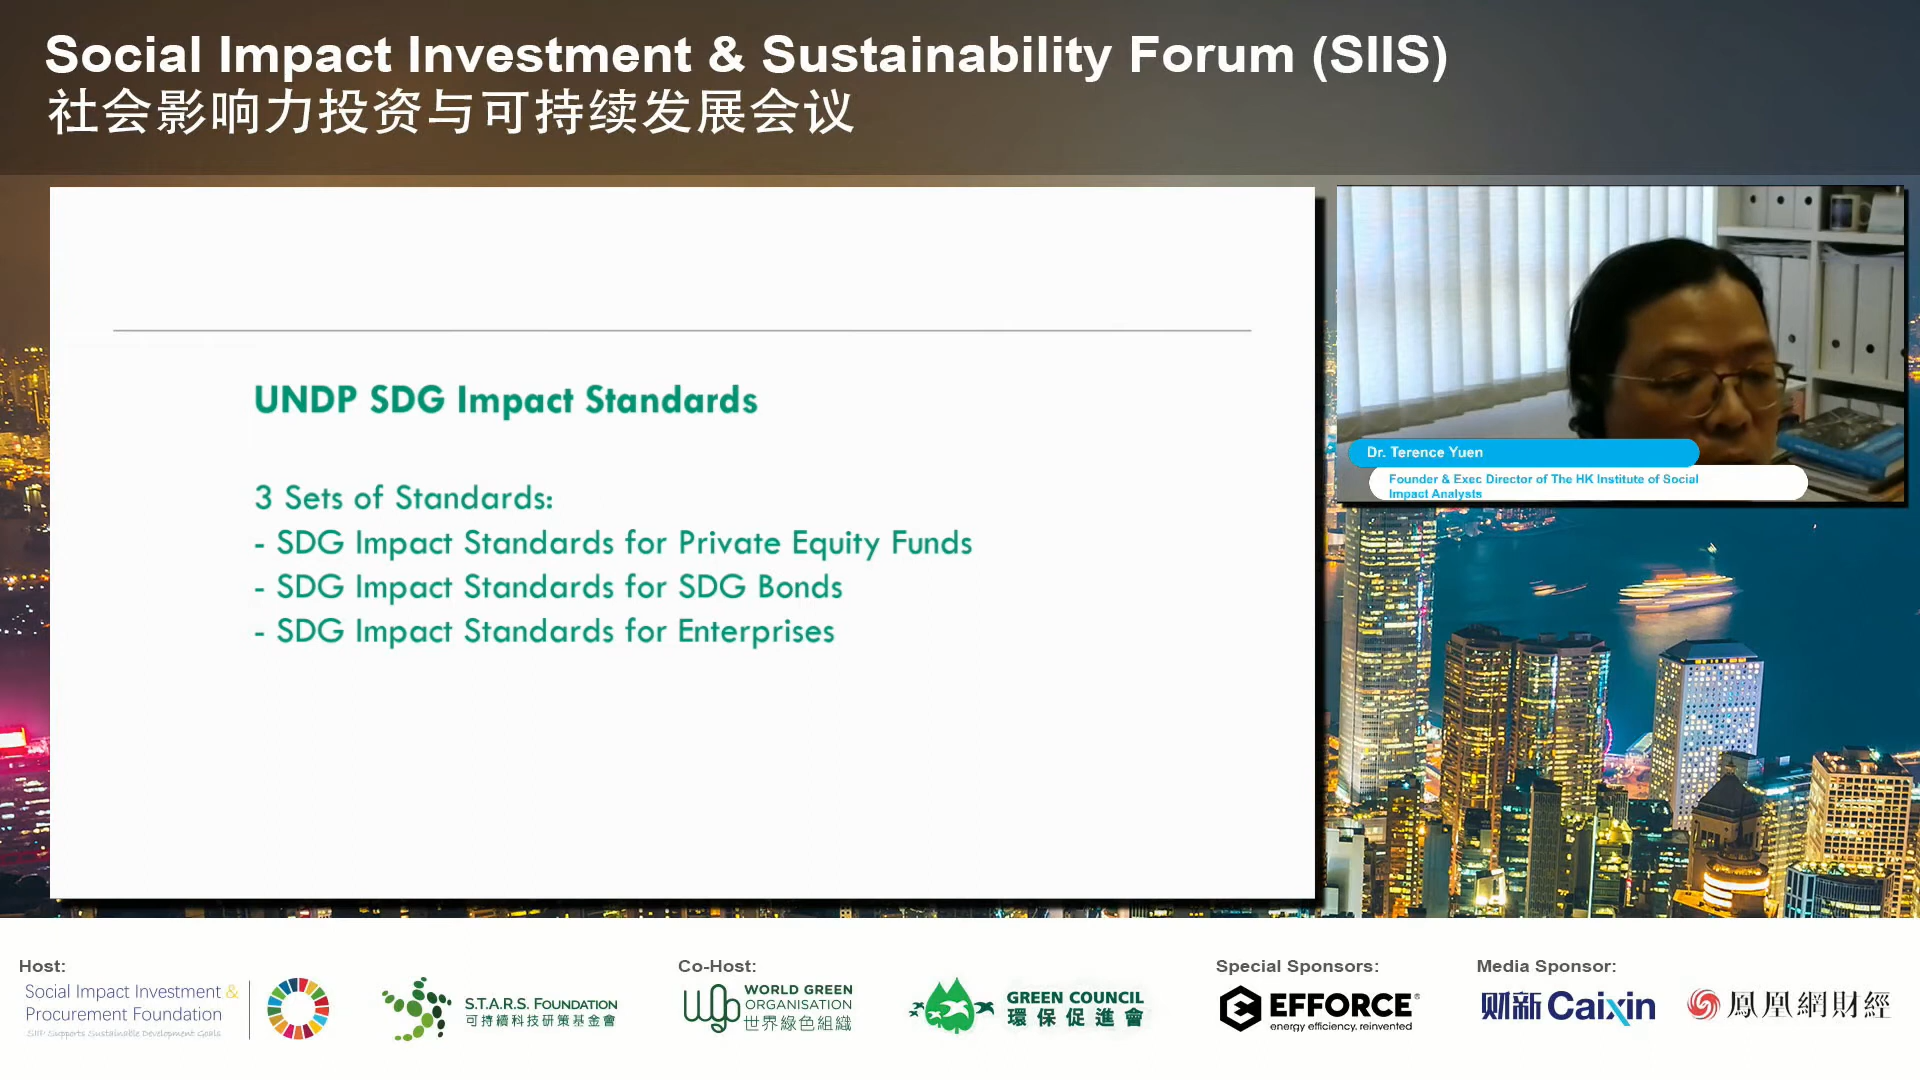 Social Impact Investment & Sustainability Forum (SIIS)
社会影响力投资与可持续发展会议
UNDP SDG Impact Standards
3 Sets of Standards:
- SDG Impact Standards for Private Equity Funds
- SDG Impact Standards for SDG Bonds
- SDG Impact Standards for Enterprises
Dr. Terence Yuen
Founder & Exec Director of The HK Institute of Social
Impact Analysts
Host:
Social Impact Investment &
Procurement Foundation
SIIP Supports Sustainable Development Goals
S.T.A.R.S. FOUNDATION
可持續科技研策基金會
Co-Host:
WORLD GREEN
ORGANISATION
世界綠色組織
GREEN COUNCIL
環保促進會
Special Sponsors:
EFFORCE®
energy efficiency. reinvented
Media Sponsor:
财新 Caixin
鳳凰網財經